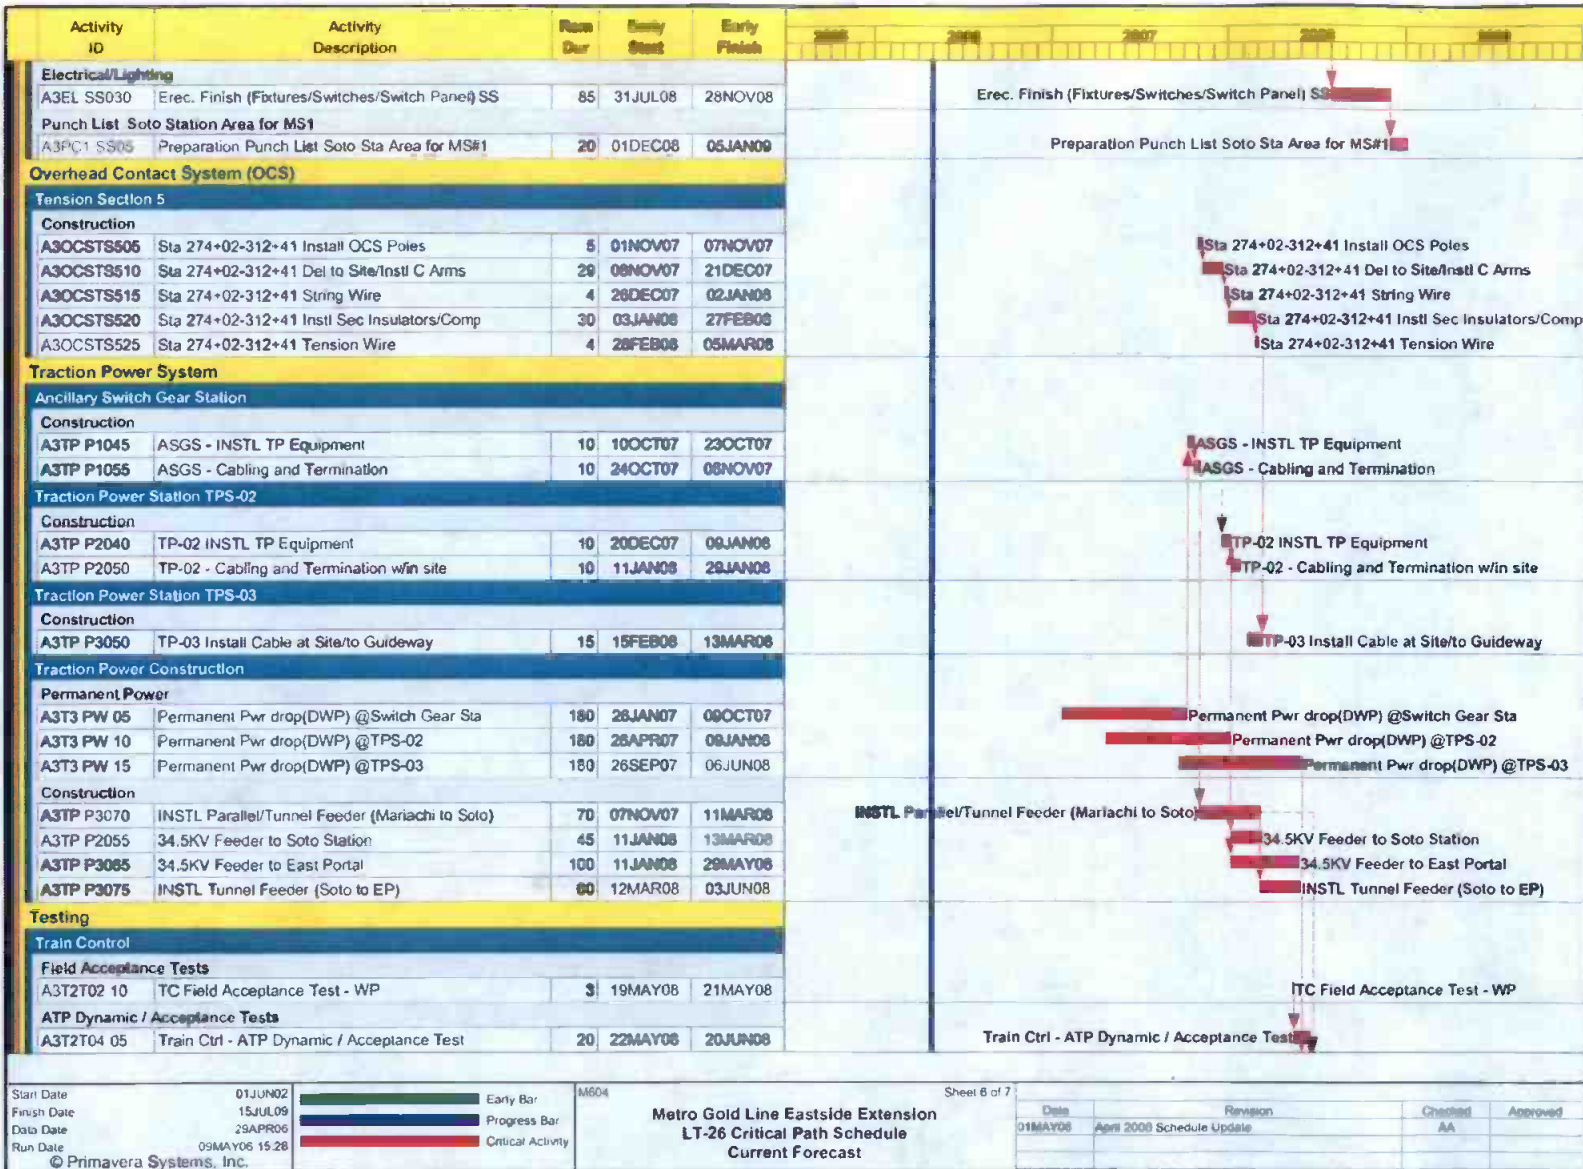 Activity ID Activity Description Rem Dur Early Start Early Finish 2006 2007 2008
Electrical/Lighting
A3EL SS030 Erec. Finish (Fixtures/Switches/Switch Panel) SS 85 31JUL08 28NOV08 Erec. Finish (Fixtures/Switches/Switch Panel) SS
Punch List Soto Station Area for MS1
A3PC1 SS05 Preparation Punch List Soto Sta Area for MS#1 20 01DEC08 05JAN09 Preparation Punch List Soto Sta Area for MS#1
Overhead Contact System (OCS)
Tension Section 5
Construction
A3OCSTS505 Sta 274+02-312+41 Install OCS Poles 5 01NOV07 07NOV07 Sta 274+02-312+41 Install OCS Poles
A3OCSTS510 Sta 274+02-312+41 Del to Site/Instl C Arms 29 08NOV07 21DEC07 Sta 274+02-312+41 Del to Site/Instl C Arms
A3OCSTS515 Sta 274+02-312+41 String Wire 4 26DEC07 02JAN08 Sta 274+02-312+41 String Wire
A3OCSTS520 Sta 274+02-312+41 Instl Sec Insulators/Comp 30 03JAN08 27FEB08 Sta 274+02-312+41 Instl Sec Insulators/Comp
A3OCSTS525 Sta 274+02-312+41 Tension Wire 4 28FEB08 05MAR08 Sta 274+02-312+41 Tension Wire
Traction Power System
Ancillary Switch Gear Station
Construction
A3TP P1045 ASGS - INSTL TP Equipment 10 10OCT07 23OCT07 ASGS - INSTL TP Equipment
A3TP P1055 ASGS - Cabling and Termination 10 24OCT07 06NOV07 ASGS - Cabling and Termination
Traction Power Station TPS-02
Construction
A3TP P2040 TP-02 INSTL TP Equipment 10 20DEC07 09JAN08 TP-02 INSTL TP Equipment
A3TP P2050 TP-02 - Cabling and Termination w/in site 10 11JAN08 29JAN08 TP-02 - Cabling and Termination w/in site
Traction Power Station TPS-03
Construction
A3TP P3050 TP-03 Install Cable at Site/to Guideway 15 15FEB08 13MAR08 TP-03 Install Cable at Site/to Guideway
Traction Power Construction
Permanent Power
A3T3 PW 05 Permanent Pwr drop(DWP) @Switch Gear Sta 180 26JAN07 09OCT07 Permanent Pwr drop(DWP) @Switch Gear Sta
A3T3 PW 10 Permanent Pwr drop(DWP) @TPS-02 180 26APR07 09JAN08 Permanent Pwr drop(DWP) @TPS-02
A3T3 PW 15 Permanent Pwr drop(DWP) @TPS-03 180 26SEP07 06JUN08 Permanent Pwr drop(DWP) @TPS-03
Construction
A3TP P3070 INSTL Parallel/Tunnel Feeder (Mariachi to Soto) 70 07NOV07 11MAR08 INSTL Parallel/Tunnel Feeder (Mariachi to Soto)
A3TP P2055 34.5KV Feeder to Soto Station 45 11JAN08 13MAR08 34.5KV Feeder to Soto Station
A3TP P3065 34.5KV Feeder to East Portal 100 11JAN08 29MAY08 34.5KV Feeder to East Portal
A3TP P3075 INSTL Tunnel Feeder (Soto to EP) 60 12MAR08 03JUN08 INSTL Tunnel Feeder (Soto to EP)
Testing
Train Control
Field Acceptance Tests
A3T2T02 10 TC Field Acceptance Test - WP 3 19MAY08 21MAY08 TC Field Acceptance Test - WP
ATP Dynamic / Acceptance Tests
A3T2T04 05 Train Ctrl - ATP Dynamic / Acceptance Test 20 22MAY08 20JUN08 Train Ctrl - ATP Dynamic / Acceptance Test
Start Date 01JUN02
Finish Date 15JUL09
Data Date 29APR06
Run Date 09MAY06 15:28
© Primavera Systems, Inc.
Early Bar
Progress Bar
Critical Activity
M604
Sheet 6 of 7
Metro Gold Line Eastside Extension
LT-26 Critical Path Schedule
Current Forecast
Date Revision Checked Approved
01MAY06 April 2006 Schedule Update AA